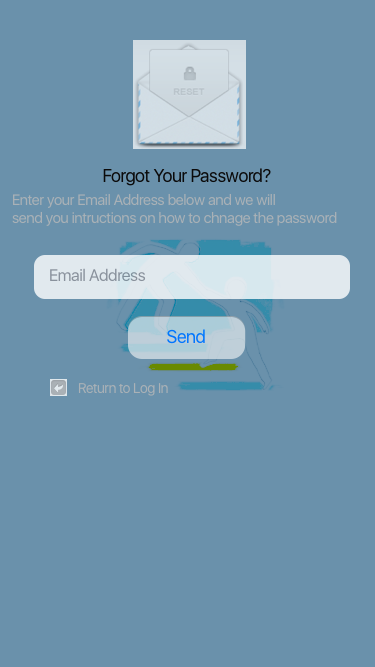 RESET
Forgot Your Password?
Enter your Email Address below and we will
send you intructions on how to chnage the password
Email Address
Send
Return to Log In